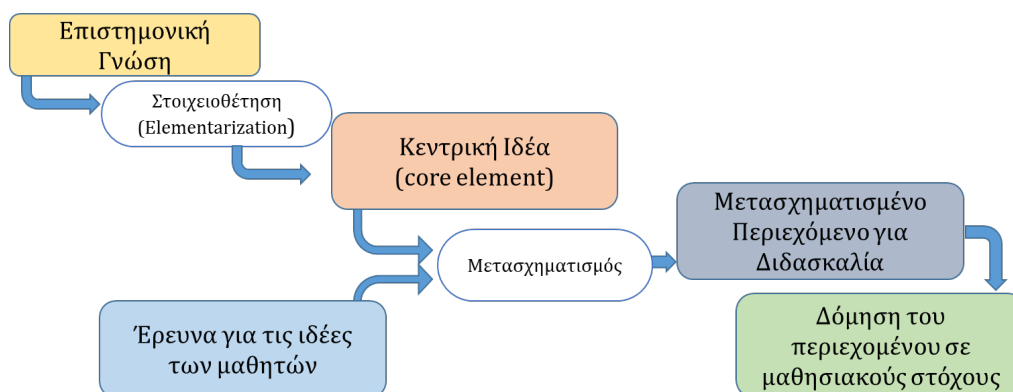 Επιστημονική
Γνώση
Στοιχειοθέτηση
(Elementarization)
Κεντρική Ιδέα
(core element)
Μετασχηματισμένο
Περιεχόμενο για
Διδασκαλία
Μετασχηματισμός
Έρευνα για τις ιδέες
των μαθητών
Δόμηση του
περιεχομένου σε
μαθησιακούς στόχους